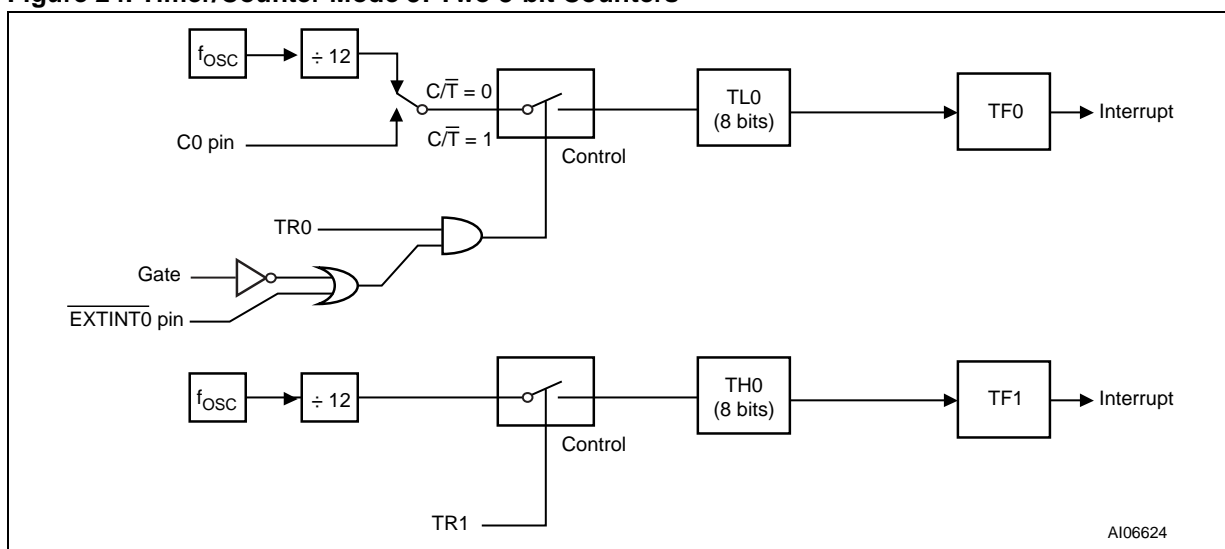 Figure 24. Timer/Counter Mode 3: Two 8-bit Counters
fOSC
÷ 12
C/T̅ = 0
TL0
(8 bits)
TF0
Interrupt
C0 pin
C/T̅ = 1
Control
TR0
Gate
E̅X̅T̅I̅N̅T̅0̅ pin
fOSC
÷ 12
TH0
(8 bits)
TF1
Interrupt
Control
TR1
AI06624